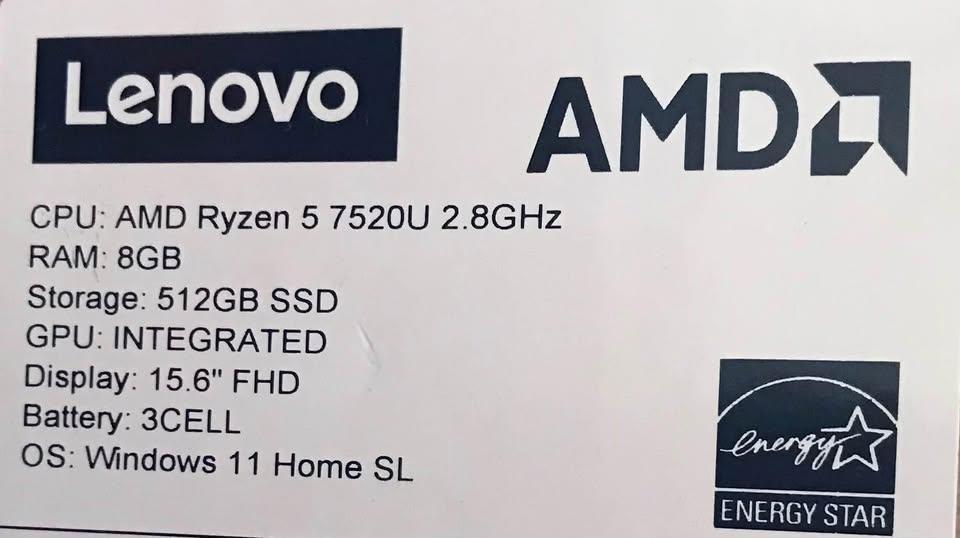 Lenovo
AMD
CPU: AMD Ryzen 5 7520U 2.8GHz
RAM: 8GB
Storage: 512GB SSD
GPU: INTEGRATED
Display: 15.6" FHD
Battery: 3CELL
OS: Windows 11 Home SL
energy
ENERGY STAR